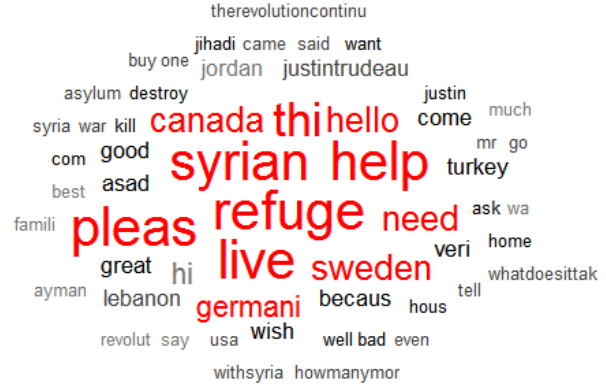 therevolutioncontinu
jihadi came said want
buy one jordan justintrudeau
asylum destroy justin
canada thi hello come much
syria war kill
com good syrian help mr go
turkey
best asad
refuge need ask wa
famili pleas
live veri home
great hi sweden whatdoesittak
ayman lebanon germani becaus hous tell
revolut say usa wish well bad even
withsyria howmanymor